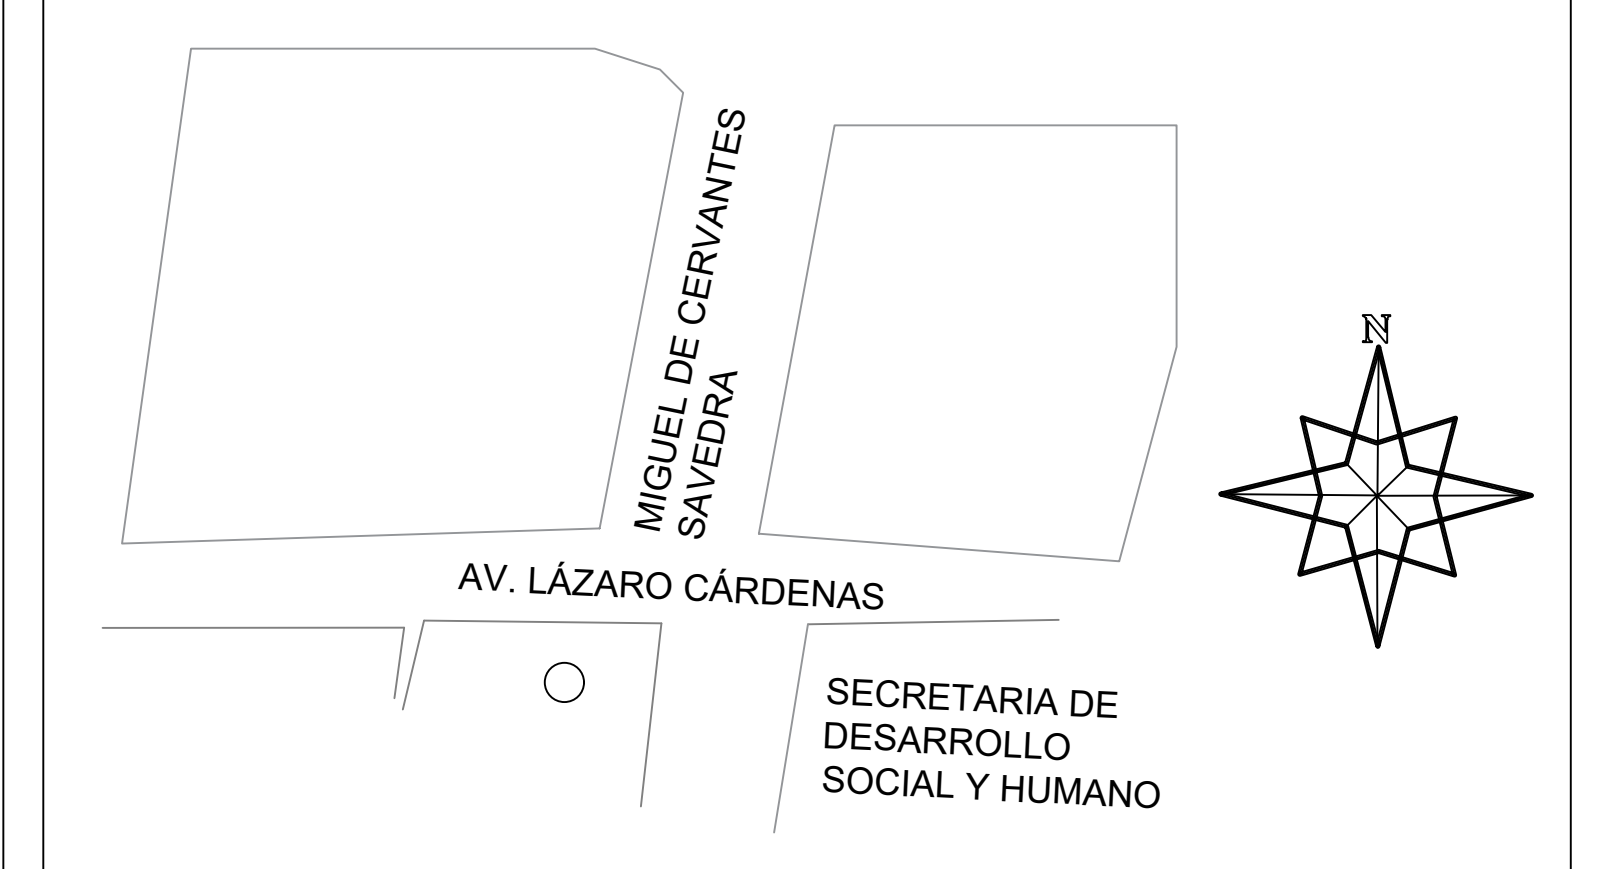 MIGUEL DE CERVANTES
SAVEDRA
N
AV. LÁZARO CÁRDENAS
SECRETARIA DE
DESARROLLO
SOCIAL Y HUMANO